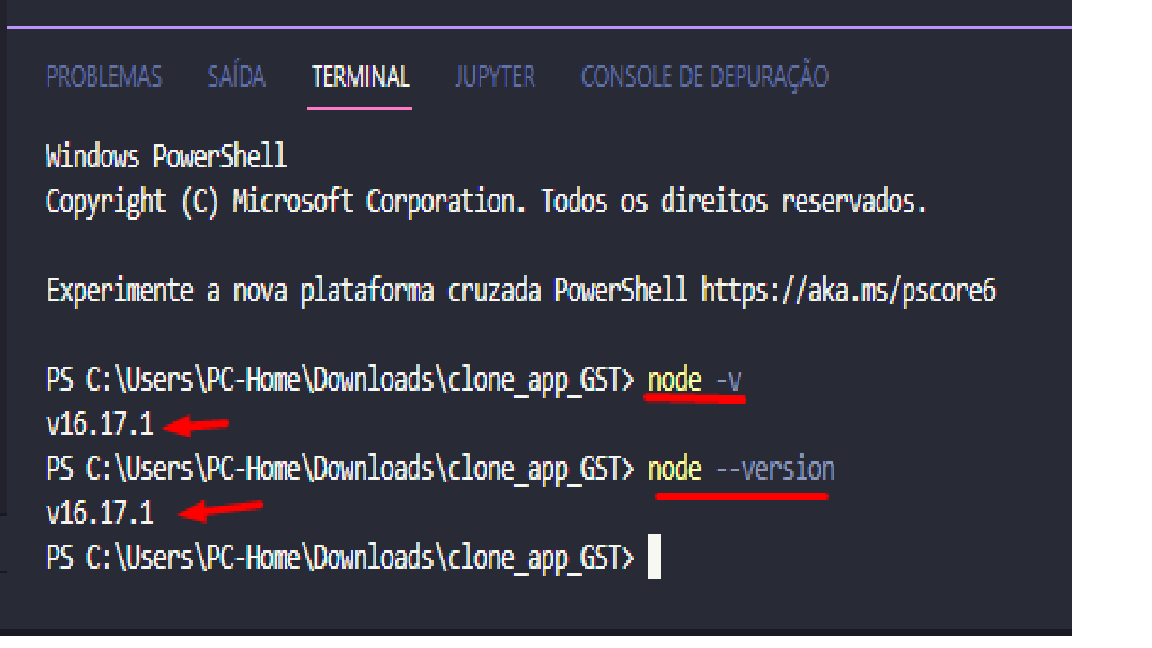 PROBLEMAS SAÍDA TERMINAL JUPYTER CONSOLE DE DEPURAÇÃO
Windows PowerShell
Copyright (C) Microsoft Corporation. Todos os direitos reservados.
Experimente a nova plataforma cruzada PowerShell https://aka.ms/pscore6
PS C:\Users\PC-Home\Downloads\clone_app_GST> node -v
v16.17.1
PS C:\Users\PC-Home\Downloads\clone_app_GST> node --version
v16.17.1
PS C:\Users\PC-Home\Downloads\clone_app_GST>